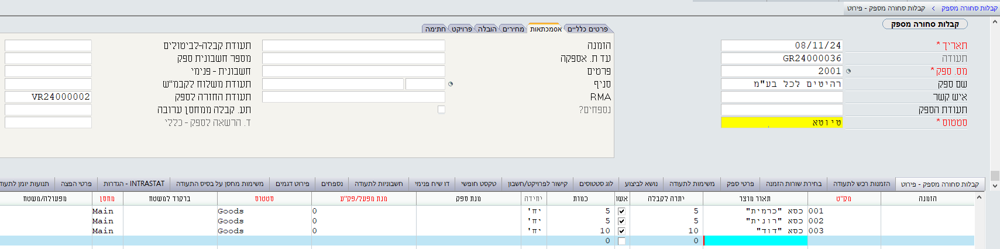 קבלות סחורה מספק > קבלות סחורה מספק - פירוט
קבלות סחורה מספק
פרטים כלליים אסמכתאות מחירים הובלה פרויקט חתימה
תאריך * 08/11/24
תעודה GR24000036
מס. ספק * 2001
שם ספק רהיטים לכל בע"מ
איש קשר
תעודת הספק
סטטוס * טיוטא
הזמנה
עד ת. אספקה
פרטים
סניף
RMA
נספחים?
תעודת קבלה-לביטולים
מספר חשבונית ספק
חשבונית - פנימי
תעודת משלוח לקבמ"ש
תעודת החזרה לספק VR24000002
תע. קבלה ממחסן ערובה
ד. הרשאה לספק - כללי
קבלות סחורה מספק - פירוט הזמנות רכש לתעודה בחירת שורות הזמנה פרטי ספק משימות לתעודה נושא לביצוע לוג סטטוסים קישור לפרויקט/חשבון טקסט חופשי דו שיח פנימי חשבוניות לתעודה נספחים פירוט דגמים משימות מחסן על בסיס התעודה INTRASTAT - הגדרות פרטי הפצה תנועות יומן לתעוד
הזמנה מק"ט תאור מוצר יתרה לקבלה אשו כמות יחידה מנת ספק מנת מפעל/פק"ע סטטוס ברקוד למשטח מחסן מפעולה/משטח
001 כסא "כרמית" 5 5 יח' 0 Goods Main
002 כסא "רונית" 5 5 יח' 0 Goods Main
003 כסא "דוד" 10 10 יח' 0 Goods Main
0 0